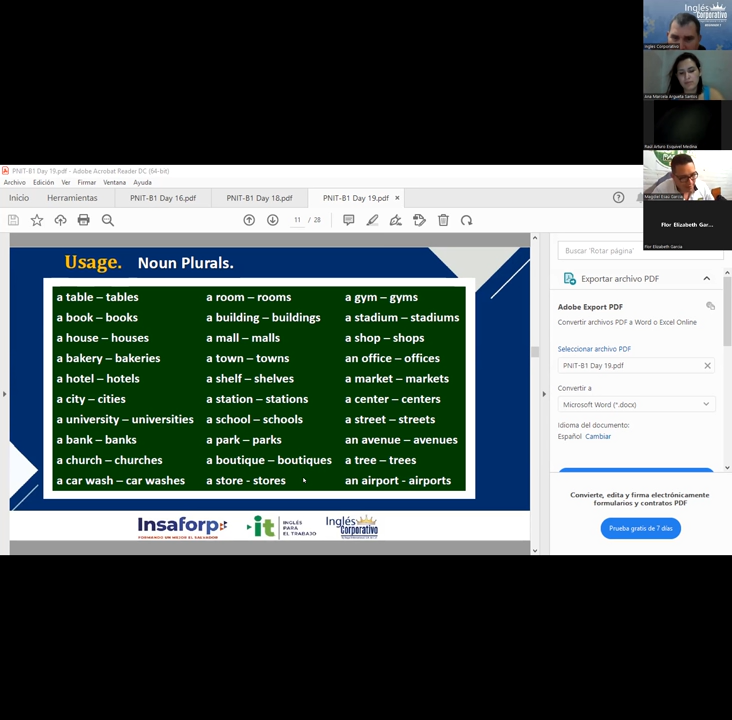 Inglés
Corporativo
Ingles Corporativo
Ana Mariela Argueta Santos
Raul Arturo Esquivel Medina
Magdiel Esau Garcia
Flor Elizabeth Gar...
Flor Elizabeth Garcia
PNIT-B1 Day 19.pdf - Adobe Acrobat Reader DC (64-bit)
Archivo Edición Ver Firmar Ventana Ayuda
Inicio Herramientas PNIT-B1 Day 16.pdf PNIT-B1 Day 18.pdf PNIT-B1 Day 19.pdf ×
11 / 28
Usage. Noun Plurals.
a table – tables a room – rooms a gym – gyms
a book – books a building – buildings a stadium – stadiums
a house – houses a mall – malls a shop – shops
a bakery – bakeries a town – towns an office – offices
a hotel – hotels a shelf – shelves a market – markets
a city – cities a station – stations a center – centers
a university – universities a school – schools a street – streets
a bank – banks a park – parks an avenue – avenues
a church – churches a boutique – boutiques a tree – trees
a car wash – car washes a store - stores an airport - airports
Insaforp
it
INGLÉS
PARA
EL TRABAJO
Inglés
Corporativo
Buscar 'Rotar página'
Exportar archivo PDF
Adobe Export PDF
Convertir archivos PDF a Word o Excel Online
Seleccionar archivo PDF
PNIT-B1 Day 19.pdf
Convertir a
Microsoft Word (*.docx)
Idioma del documento:
Español Cambiar
Convierte, edita y firma electrónicamente
formularios y contratos PDF
Prueba gratis de 7 días